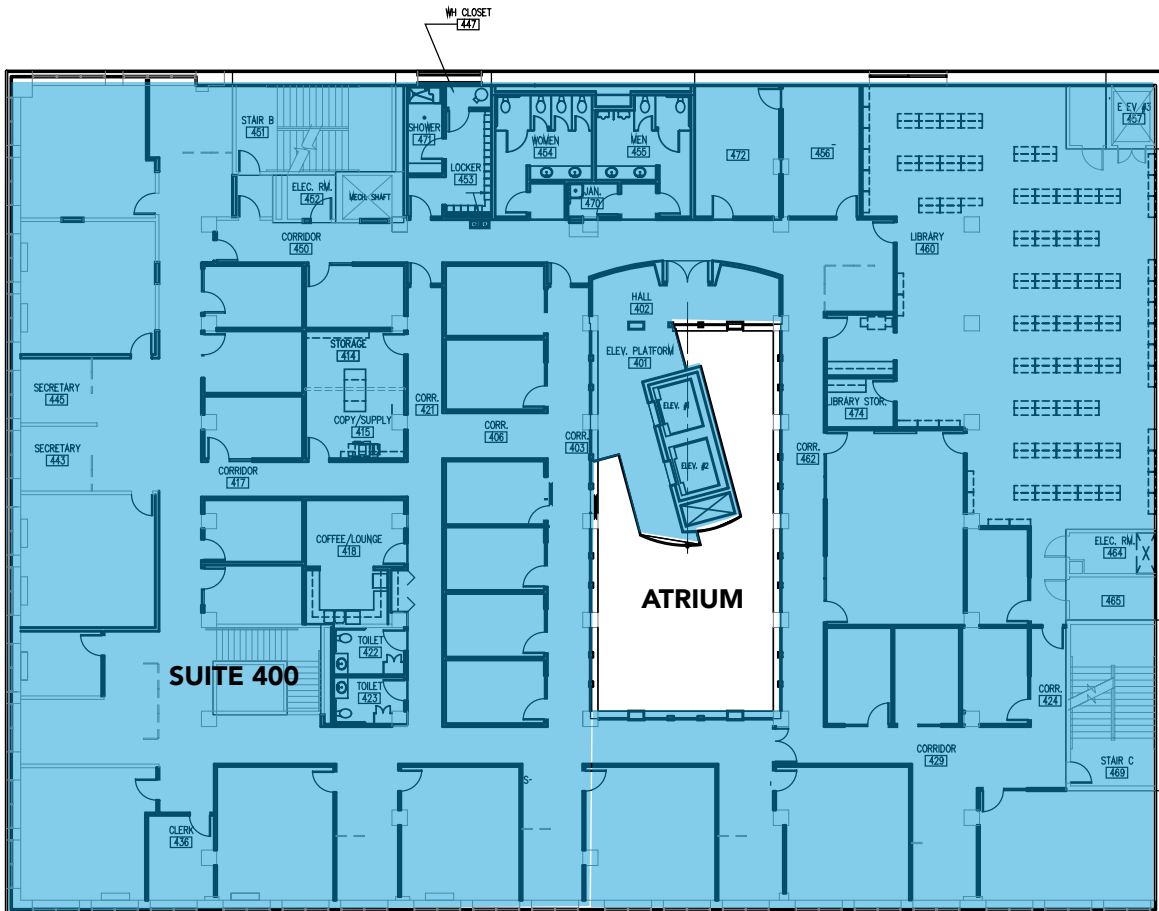 WH CLOSET
447
STAIR B
451
SHOWER
471
WOMEN
454
MEN
455
472
456
ELEV #3
457
LOCKER
453
ELEC. RM.
452
MECH. SHAFT
JAN.
470
CORRIDOR
450
LIBRARY
460
HALL
402
STORAGE
414
ELEV. PLATFORM
401
SECRETARY
445
CORR.
421
ELEV. #1
LIBRARY STOR.
474
COPY/SUPPLY
415
CORR.
406
CORR.
403
SECRETARY
443
CORR.
462
ELEV. #2
CORRIDOR
417
COFFEE/LOUNGE
418
ELEC. RM.
464
X
ATRIUM
465
TOILET
422
SUITE 400
TOILET
423
CORR.
424
CORRIDOR
429
STAIR C
469
S-
CLERK
436